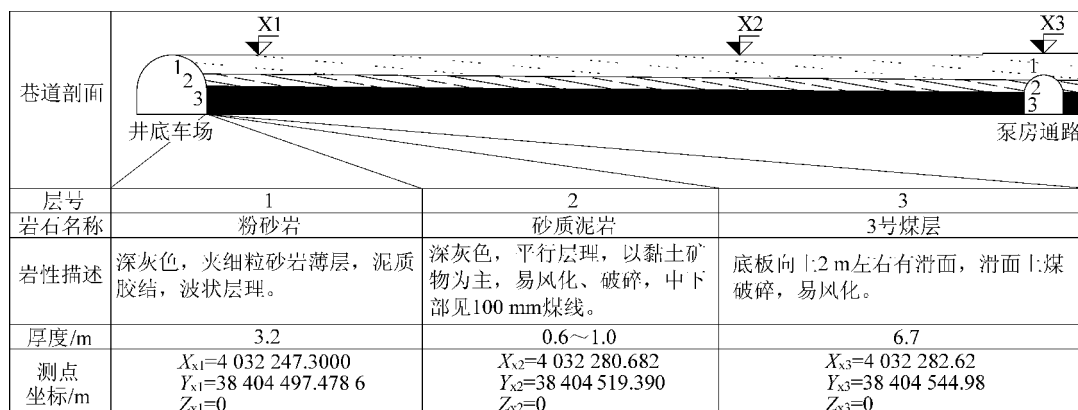 X1 X2 X3
巷道剖面
1 2 3
1 2 3
井底车场 泵房通路
层号 1 2 3
岩石名称 粉砂岩 砂质泥岩 3号煤层
岩性描述
深灰色，夹细粒砂岩薄层，泥质
胶结，波状层理。
深灰色，平行层理，以黏土矿
物为主，易风化、破碎，中下
部见100 mm煤线。
底板向上2 m左右有滑面，滑面上煤
破碎，易风化。
厚度/m 3.2 0.6～1.0 6.7
测点
坐标/m
Xx1=4 032 247.3000
Yx1=38 404 497.478 6
Zx1=0
Xx2=4 032 280.682
Yx2=38 404 519.390
Zx2=0
Xx3=4 032 282.62
Yx3=38 404 544.98
Zx3=0